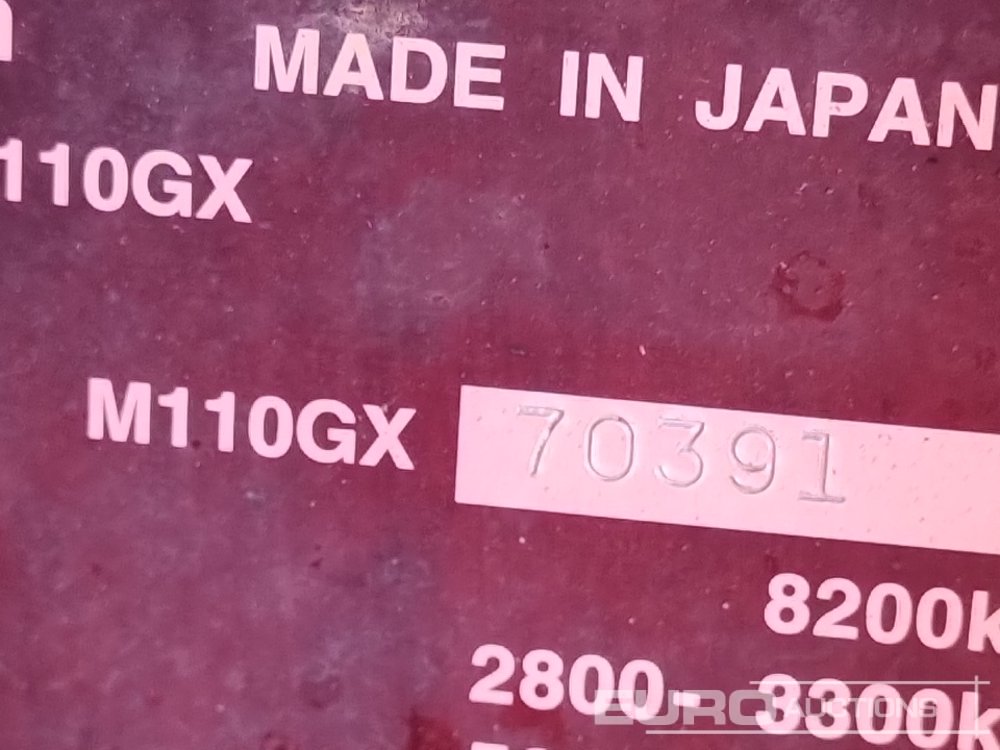 MADE IN JAPAN
110GX
M110GX 70391
8200k
2800-3300k
EURO AUCTIONS